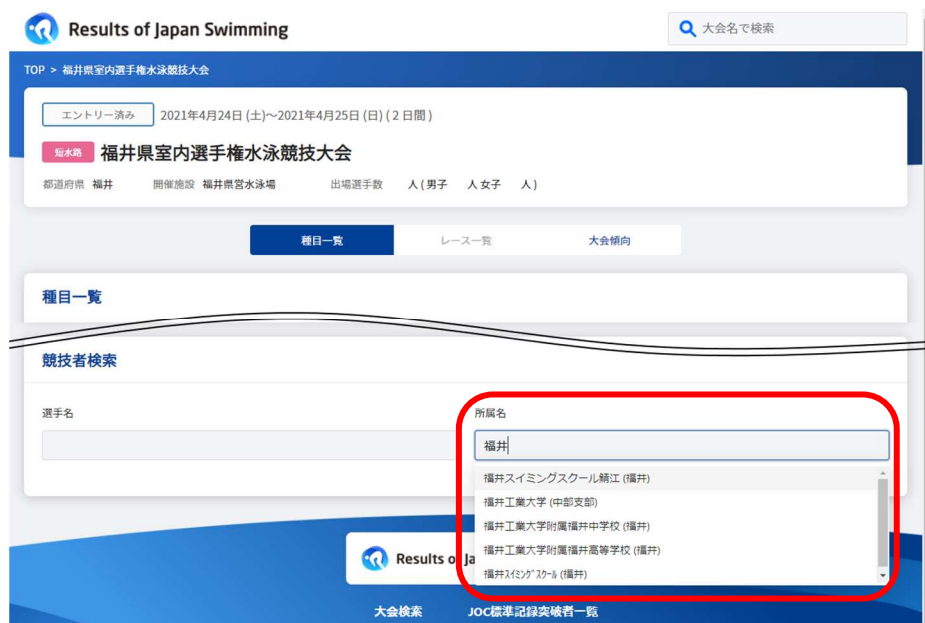 Results of Japan Swimming
大会名で検索
TOP > 福井県室内選手権水泳競技大会
エントリー済み 2021年4月24日 (土)～2021年4月25日 (日) ( 2 日間 )
短水路 福井県室内選手権水泳競技大会
都道府県 福井 開催施設 福井県営水泳場 出場選手数 人 ( 男子 人 女子 人 )
種目一覧 レース一覧 大会傾向
種目一覧
競技者検索
選手名 所属名
福井
福井スイミングスクール鯖江 (福井)
福井工業大学 (中部支部)
福井工業大学附属福井中学校 (福井)
福井工業大学附属福井高等学校 (福井)
福井ｽｲﾐﾝｸﾞｽｸｰﾙ (福井)
Results o Ja
大会検索 JOC標準記録突破者一覧